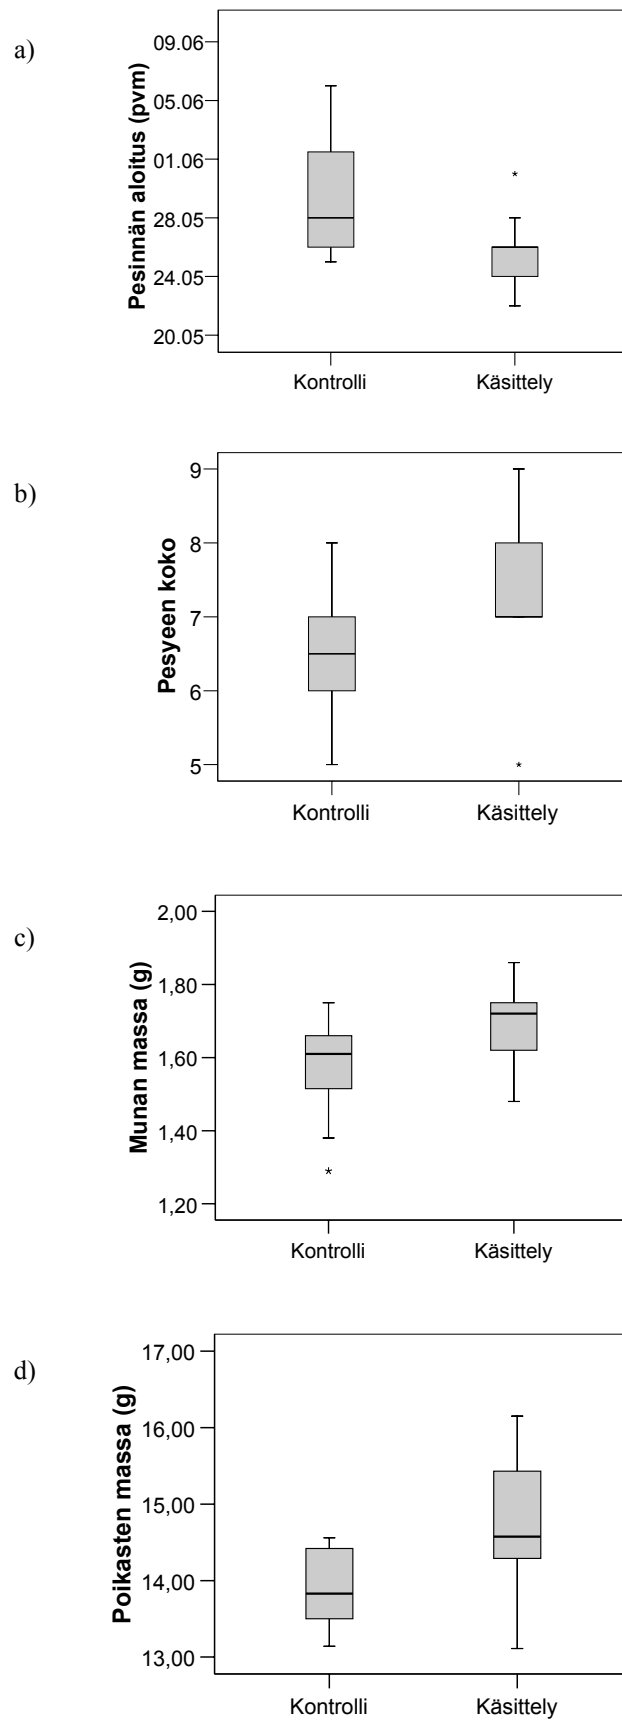 a)
Pesinnän aloitus (pvm)
09.06
05.06
01.06
28.05
24.05
20.05
Kontrolli Käsittely
b)
Pesyeen koko
9
8
7
6
5
Kontrolli Käsittely
c)
Munan massa (g)
2,00
1,80
1,60
1,40
1,20
Kontrolli Käsittely
d)
Poikasten massa (g)
17,00
16,00
15,00
14,00
13,00
Kontrolli Käsittely